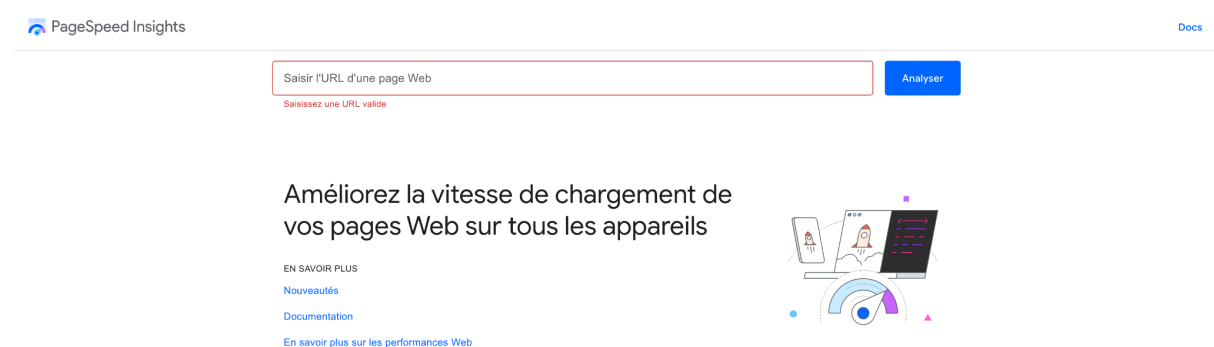 PageSpeed Insights
Docs
Saisir l'URL d'une page Web
Analyser
Saisissez une URL valide
Améliorez la vitesse de chargement de
vos pages Web sur tous les appareils
EN SAVOIR PLUS
Nouveautés
Documentation
En savoir plus sur les performances Web